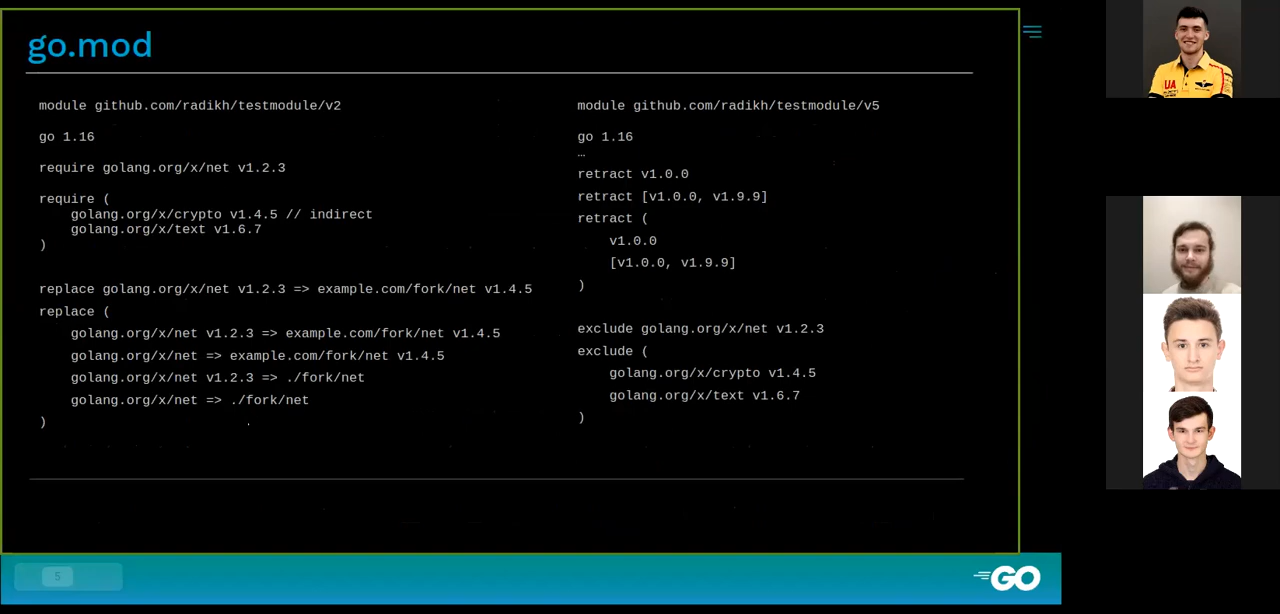 go.mod
module github.com/radikh/testmodule/v2
go 1.16
require golang.org/x/net v1.2.3
require (
    golang.org/x/crypto v1.4.5 // indirect
    golang.org/x/text v1.6.7
)
replace golang.org/x/net v1.2.3 => example.com/fork/net v1.4.5
replace (
    golang.org/x/net v1.2.3 => example.com/fork/net v1.4.5
    golang.org/x/net => example.com/fork/net v1.4.5
    golang.org/x/net v1.2.3 => ./fork/net
    golang.org/x/net => ./fork/net
)
module github.com/radikh/testmodule/v5
go 1.16
…
retract v1.0.0
retract [v1.0.0, v1.9.9]
retract (
    v1.0.0
    [v1.0.0, v1.9.9]
)
exclude golang.org/x/net v1.2.3
exclude (
    golang.org/x/crypto v1.4.5
    golang.org/x/text v1.6.7
)
5
GO
UA